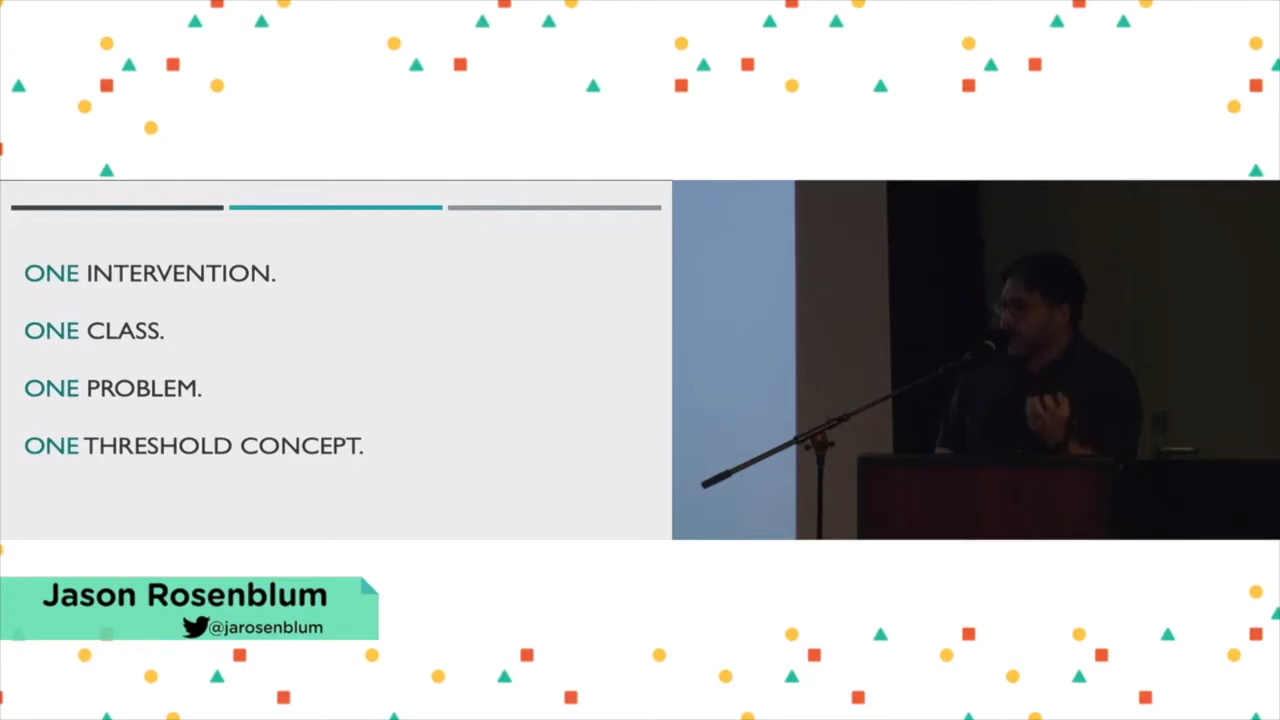 ONE INTERVENTION.
ONE CLASS.
ONE PROBLEM.
ONE THRESHOLD CONCEPT.
Jason Rosenblum
@jarosenblum